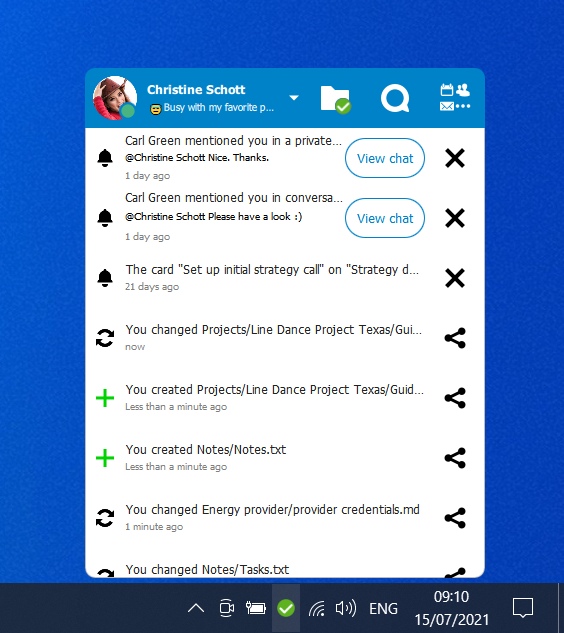 Christine Schott
😎 Busy with my favorite p...
Carl Green mentioned you in a private...
@Christine Schott Nice. Thanks.
1 day ago
View chat
Carl Green mentioned you in conversa...
@Christine Schott Please have a look :)
1 day ago
View chat
The card "Set up initial strategy call" on "Strategy d...
21 days ago
You changed Projects/Line Dance Project Texas/Gui...
now
You created Projects/Line Dance Project Texas/Guid...
Less than a minute ago
You created Notes/Notes.txt
Less than a minute ago
You changed Energy provider/provider credentials.md
1 minute ago
You changed Notes/Tasks.txt
ENG
09:10
15/07/2021